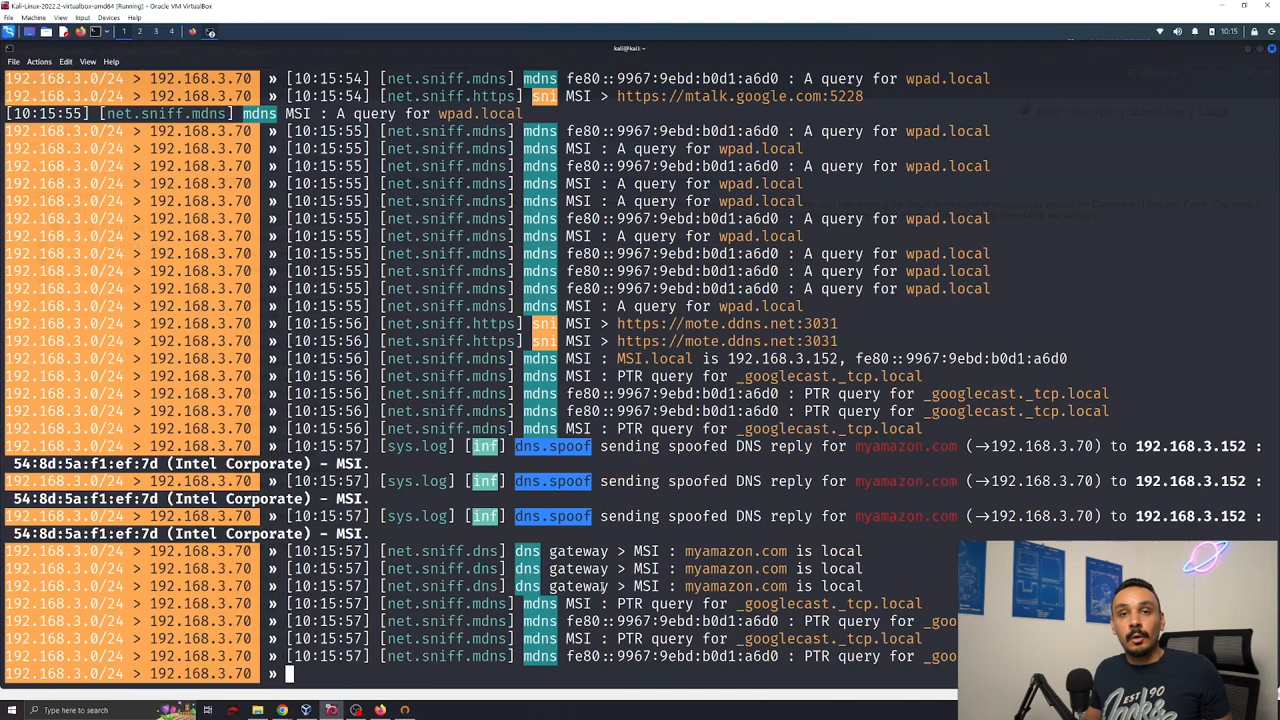 Kali-Linux-2022.2-virtualbox-amd64 [Running] - Oracle VM VirtualBox
File Machine View Input Devices Help
1 2 3 4 10:15
kali@kali: ~
File Actions Edit View Help
192.168.3.0/24 > 192.168.3.70 » [10:15:54] [net.sniff.mdns] mdns fe80::9967:9ebd:b0d1:a6d0 : A query for wpad.local
192.168.3.0/24 > 192.168.3.70 » [10:15:54] [net.sniff.https] sni MSI > https://mtalk.google.com:5228
[10:15:55] [net.sniff.mdns] mdns MSI : A query for wpad.local
192.168.3.0/24 > 192.168.3.70 » [10:15:55] [net.sniff.mdns] mdns fe80::9967:9ebd:b0d1:a6d0 : A query for wpad.local
192.168.3.0/24 > 192.168.3.70 » [10:15:55] [net.sniff.mdns] mdns MSI : A query for wpad.local
192.168.3.0/24 > 192.168.3.70 » [10:15:55] [net.sniff.mdns] mdns fe80::9967:9ebd:b0d1:a6d0 : A query for wpad.local
192.168.3.0/24 > 192.168.3.70 » [10:15:55] [net.sniff.mdns] mdns MSI : A query for wpad.local
192.168.3.0/24 > 192.168.3.70 » [10:15:55] [net.sniff.mdns] mdns MSI : A query for wpad.local
192.168.3.0/24 > 192.168.3.70 » [10:15:55] [net.sniff.mdns] mdns fe80::9967:9ebd:b0d1:a6d0 : A query for wpad.local
192.168.3.0/24 > 192.168.3.70 » [10:15:55] [net.sniff.mdns] mdns MSI : A query for wpad.local
192.168.3.0/24 > 192.168.3.70 » [10:15:55] [net.sniff.mdns] mdns fe80::9967:9ebd:b0d1:a6d0 : A query for wpad.local
192.168.3.0/24 > 192.168.3.70 » [10:15:55] [net.sniff.mdns] mdns fe80::9967:9ebd:b0d1:a6d0 : A query for wpad.local
192.168.3.0/24 > 192.168.3.70 » [10:15:55] [net.sniff.mdns] mdns fe80::9967:9ebd:b0d1:a6d0 : A query for wpad.local
192.168.3.0/24 > 192.168.3.70 » [10:15:55] [net.sniff.mdns] mdns MSI : A query for wpad.local
192.168.3.0/24 > 192.168.3.70 » [10:15:56] [net.sniff.https] sni MSI > https://mote.ddns.net:3031
192.168.3.0/24 > 192.168.3.70 » [10:15:56] [net.sniff.https] sni MSI > https://mote.ddns.net:3031
192.168.3.0/24 > 192.168.3.70 » [10:15:56] [net.sniff.mdns] mdns MSI : MSI.local is 192.168.3.152, fe80::9967:9ebd:b0d1:a6d0
192.168.3.0/24 > 192.168.3.70 » [10:15:56] [net.sniff.mdns] mdns MSI : PTR query for _googlecast._tcp.local
192.168.3.0/24 > 192.168.3.70 » [10:15:56] [net.sniff.mdns] mdns fe80::9967:9ebd:b0d1:a6d0 : PTR query for _googlecast._tcp.local
192.168.3.0/24 > 192.168.3.70 » [10:15:56] [net.sniff.mdns] mdns fe80::9967:9ebd:b0d1:a6d0 : PTR query for _googlecast._tcp.local
192.168.3.0/24 > 192.168.3.70 » [10:15:56] [net.sniff.mdns] mdns MSI : PTR query for _googlecast._tcp.local
192.168.3.0/24 > 192.168.3.70 » [10:15:57] [sys.log] [inf] dns.spoof sending spoofed DNS reply for myamazon.com (→192.168.3.70) to 192.168.3.152 :
54:8d:5a:f1:ef:7d (Intel Corporate) - MSI.
192.168.3.0/24 > 192.168.3.70 » [10:15:57] [sys.log] [inf] dns.spoof sending spoofed DNS reply for myamazon.com (→192.168.3.70) to 192.168.3.152 :
54:8d:5a:f1:ef:7d (Intel Corporate) - MSI.
192.168.3.0/24 > 192.168.3.70 » [10:15:57] [sys.log] [inf] dns.spoof sending spoofed DNS reply for myamazon.com (→192.168.3.70) to 192.168.3.152 :
54:8d:5a:f1:ef:7d (Intel Corporate) - MSI.
192.168.3.0/24 > 192.168.3.70 » [10:15:57] [net.sniff.dns] dns gateway > MSI : myamazon.com is local
192.168.3.0/24 > 192.168.3.70 » [10:15:57] [net.sniff.dns] dns gateway > MSI : myamazon.com is local
192.168.3.0/24 > 192.168.3.70 » [10:15:57] [net.sniff.dns] dns gateway > MSI : myamazon.com is local
192.168.3.0/24 > 192.168.3.70 » [10:15:57] [net.sniff.mdns] mdns MSI : PTR query for _googlecast._tcp.local
192.168.3.0/24 > 192.168.3.70 » [10:15:57] [net.sniff.mdns] mdns fe80::9967:9ebd:b0d1:a6d0 : PTR query for _goo
192.168.3.0/24 > 192.168.3.70 » [10:15:57] [net.sniff.mdns] mdns MSI : PTR query for _googlecast._tcp.local
192.168.3.0/24 > 192.168.3.70 » [10:15:57] [net.sniff.mdns] mdns fe80::9967:9ebd:b0d1:a6d0 : PTR query for _goo
192.168.3.0/24 > 192.168.3.70 »
EST 90
Type here to search